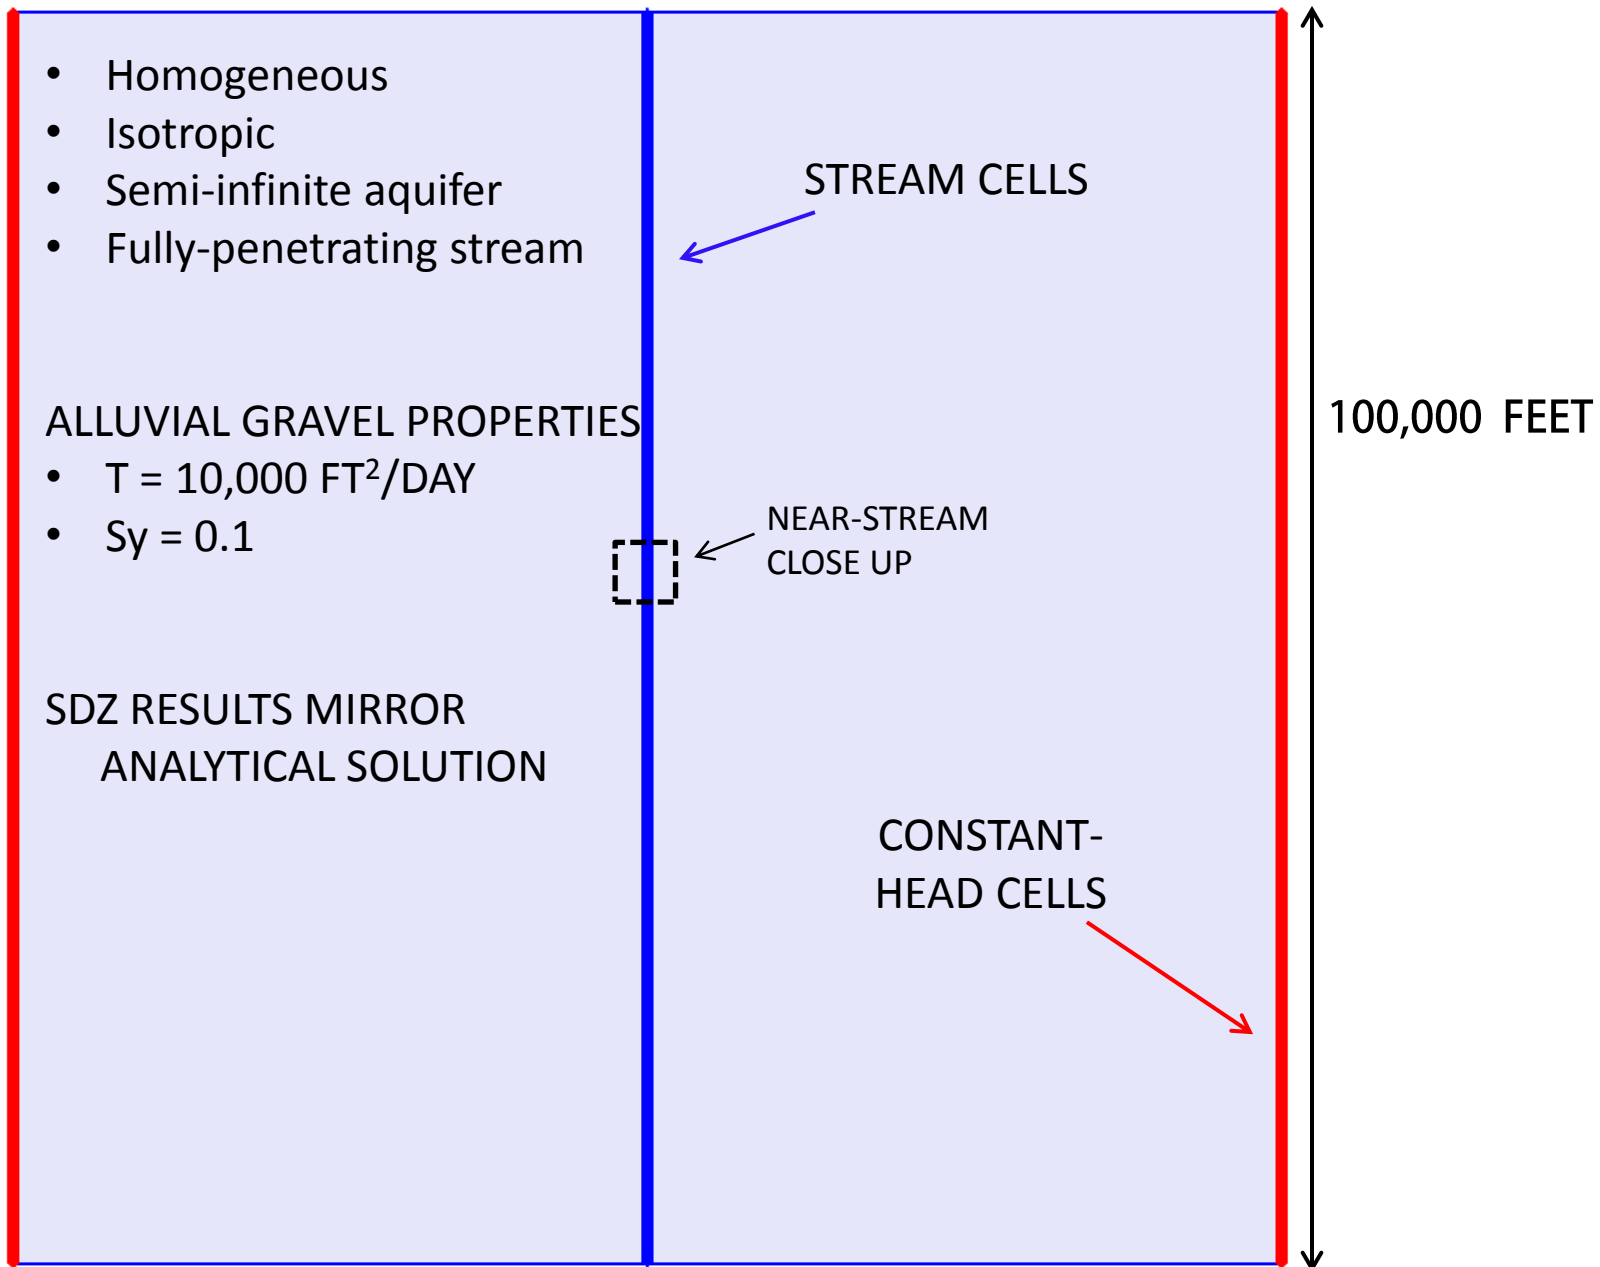 • Homogeneous
• Isotropic
• Semi-infinite aquifer
• Fully-penetrating stream
STREAM CELLS
ALLUVIAL GRAVEL PROPERTIES
• T = 10,000 FT²/DAY
• Sy = 0.1
100,000 FEET
NEAR-STREAM
CLOSE UP
SDZ RESULTS MIRROR
ANALYTICAL SOLUTION
CONSTANT-
HEAD CELLS